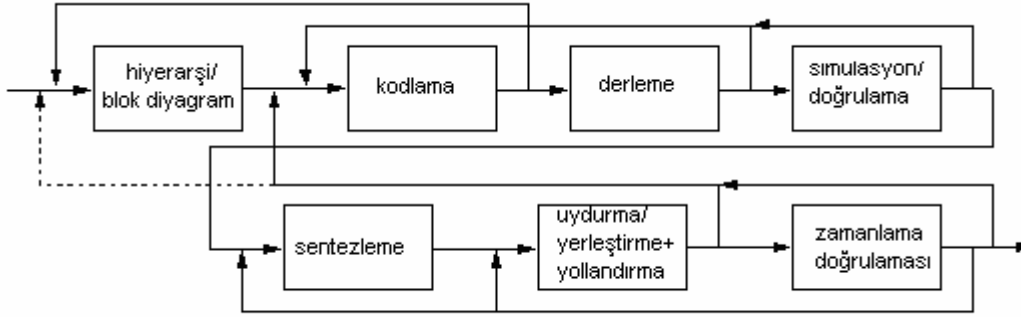 hiyerarşi/
blok diyagram
kodlama
derleme
sımulasyon/
doğrulama
sentezleme
uydurma/
yerleştirme+
yollandırma
zamanlama
doğrulaması